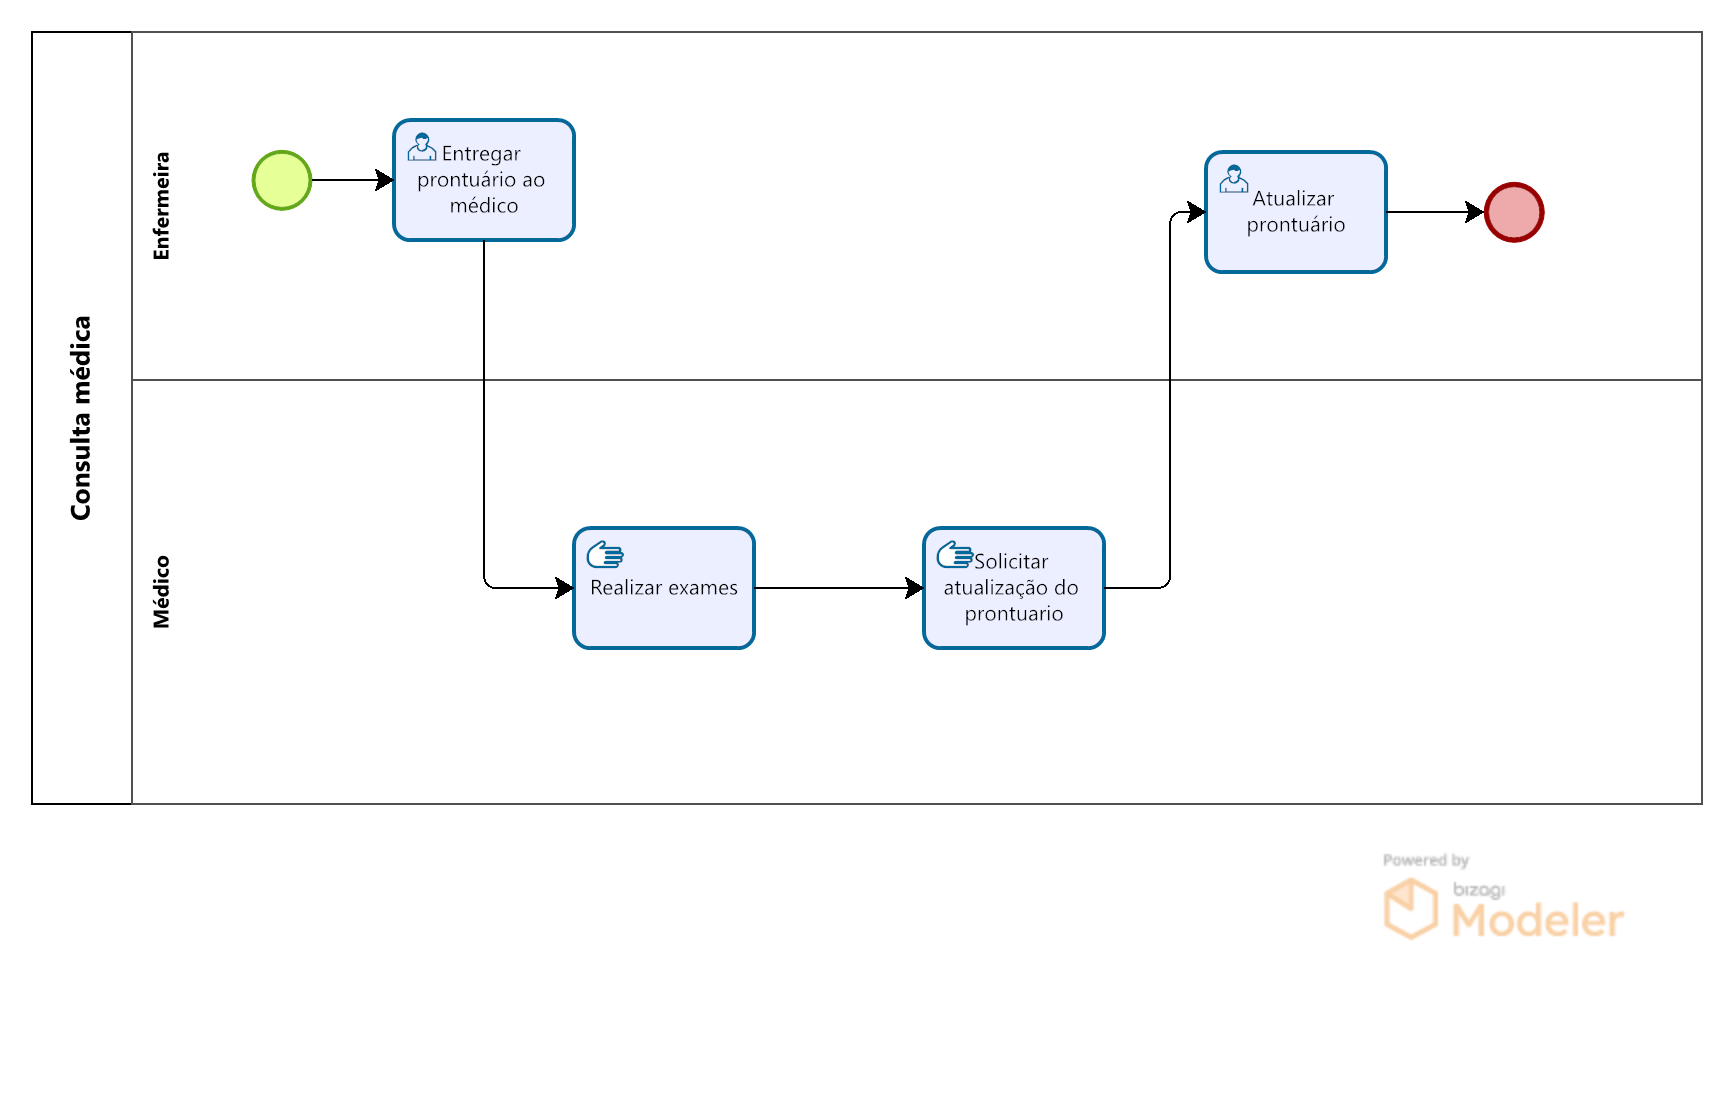 Consulta médica
Enfermeira
Entregar
prontuário ao
médico
Atualizar
prontuário
Médico
Realizar exames
Solicitar
atualização do
prontuario
Powered by
bizagi
Modeler